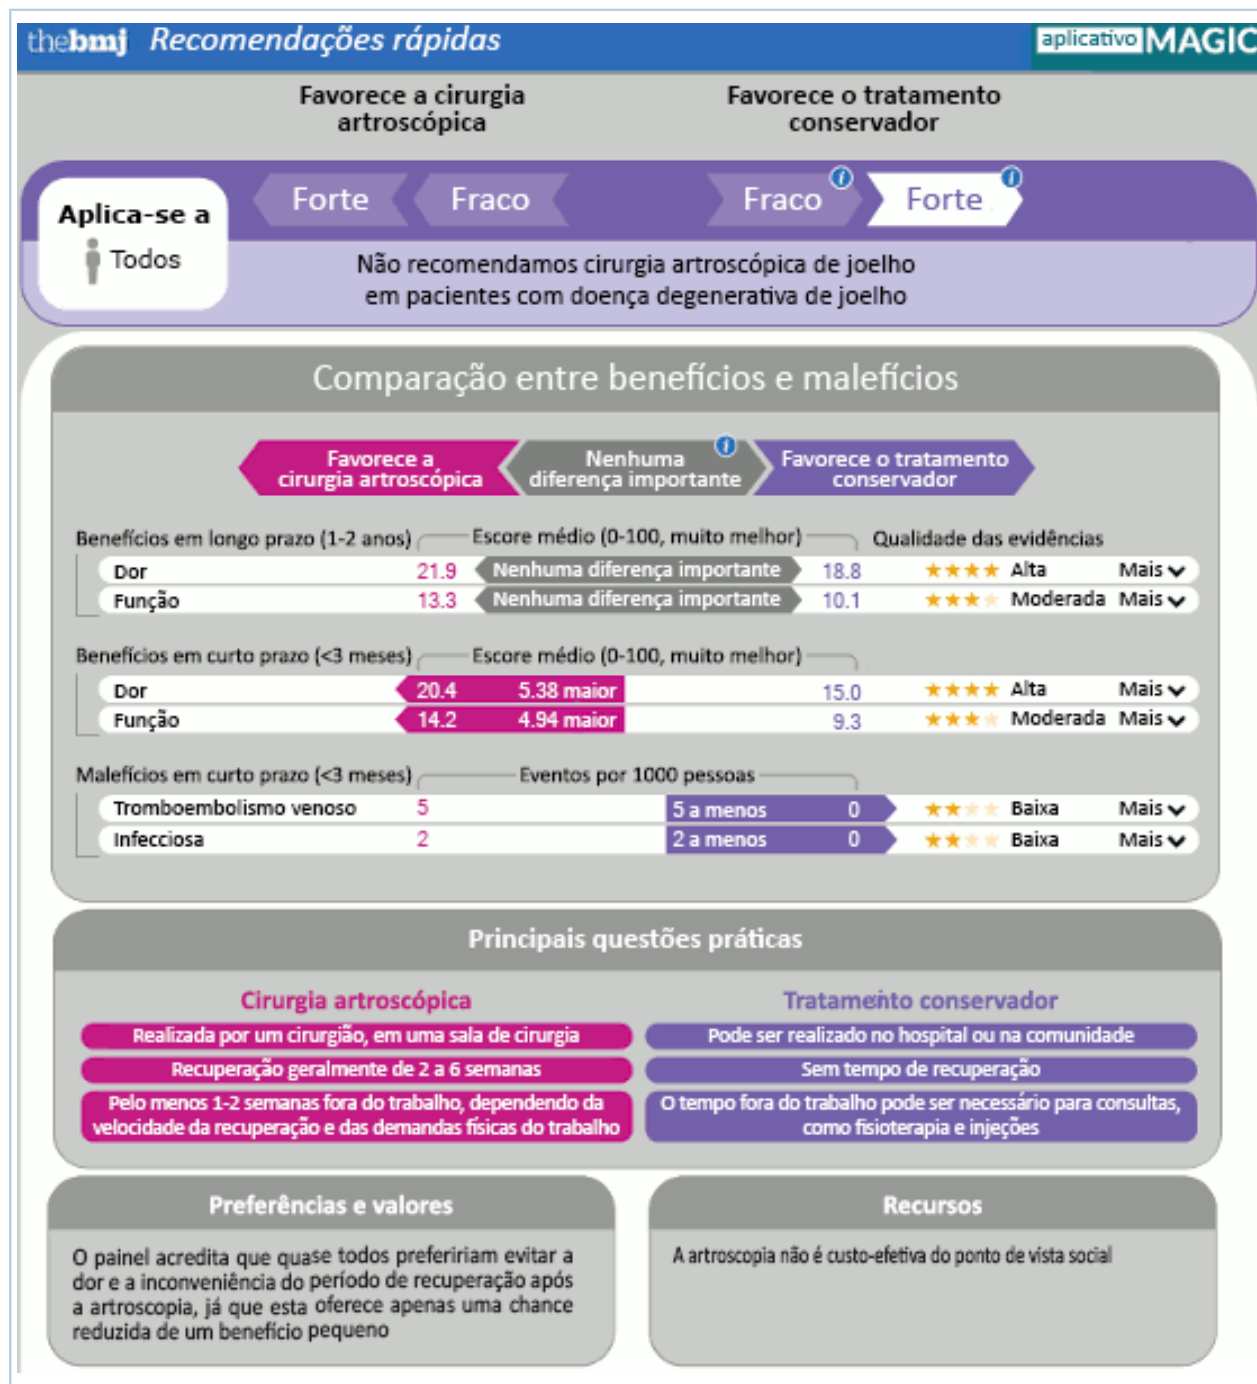 thebmj Recomendações rápidas
aplicativo MAGIC
Favorece a cirurgia
artroscópica
Favorece o tratamento
conservador
Aplica-se a
Todos
Forte
Fraco
Fraco
Forte
Não recomendamos cirurgia artroscópica de joelho
em pacientes com doença degenerativa de joelho
Comparação entre benefícios e malefícios
Favorece a
cirurgia artroscópica
Nenhuma
diferença importante
Favorece o tratamento
conservador
Benefícios em longo prazo (1-2 anos) Escore médio (0-100, muito melhor) Qualidade das evidências
Dor 21.9 Nenhuma diferença importante 18.8 Alta Mais
Função 13.3 Nenhuma diferença importante 10.1 Moderada Mais
Benefícios em curto prazo (<3 meses) Escore médio (0-100, muito melhor)
Dor 20.4 5.38 maior 15.0 Alta Mais
Função 14.2 4.94 maior 9.3 Moderada Mais
Malefícios em curto prazo (<3 meses) Eventos por 1000 pessoas
Tromboembolismo venoso 5 5 a menos 0 Baixa Mais
Infecciosa 2 2 a menos 0 Baixa Mais
Principais questões práticas
Cirurgia artroscópica
Realizada por um cirurgião, em uma sala de cirurgia
Recuperação geralmente de 2 a 6 semanas
Pelo menos 1-2 semanas fora do trabalho, dependendo da
velocidade da recuperação e das demandas físicas do trabalho
Tratamento conservador
Pode ser realizado no hospital ou na comunidade
Sem tempo de recuperação
O tempo fora do trabalho pode ser necessário para consultas,
como fisioterapia e injeções
Preferências e valores
O painel acredita que quase todos prefeririam evitar a
dor e a inconveniência do período de recuperação após
a artroscopia, já que esta oferece apenas uma chance
reduzida de um benefício pequeno
Recursos
A artroscopia não é custo-efetiva do ponto de vista social